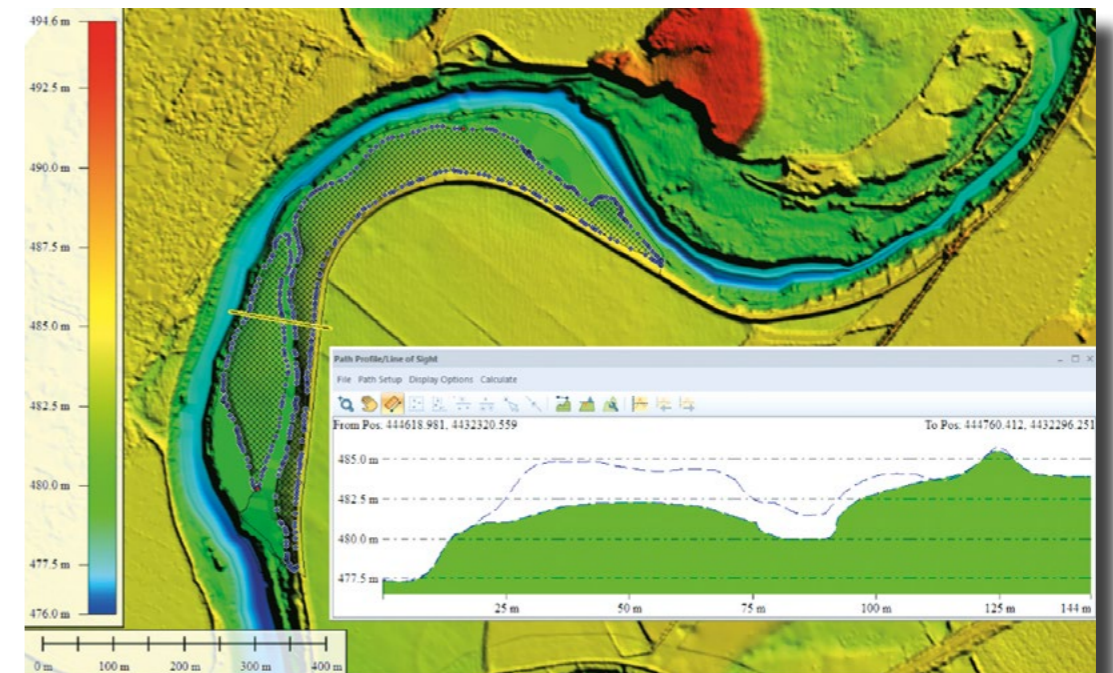 494.6 m
492.5 m
490.0 m
487.5 m
485.0 m
482.5 m
480.0 m
477.5 m
476.0 m
0 m 100 m 200 m 300 m 400 m
Path Profile/Line of Sight
File Path Setup Display Options Calculate
From Pos: 444618.981, 4432320.559 To Pos: 444760.412, 4432296.251
485.0 m
482.5 m
480.0 m
477.5 m
25 m 50 m 75 m 100 m 125 m 144 m